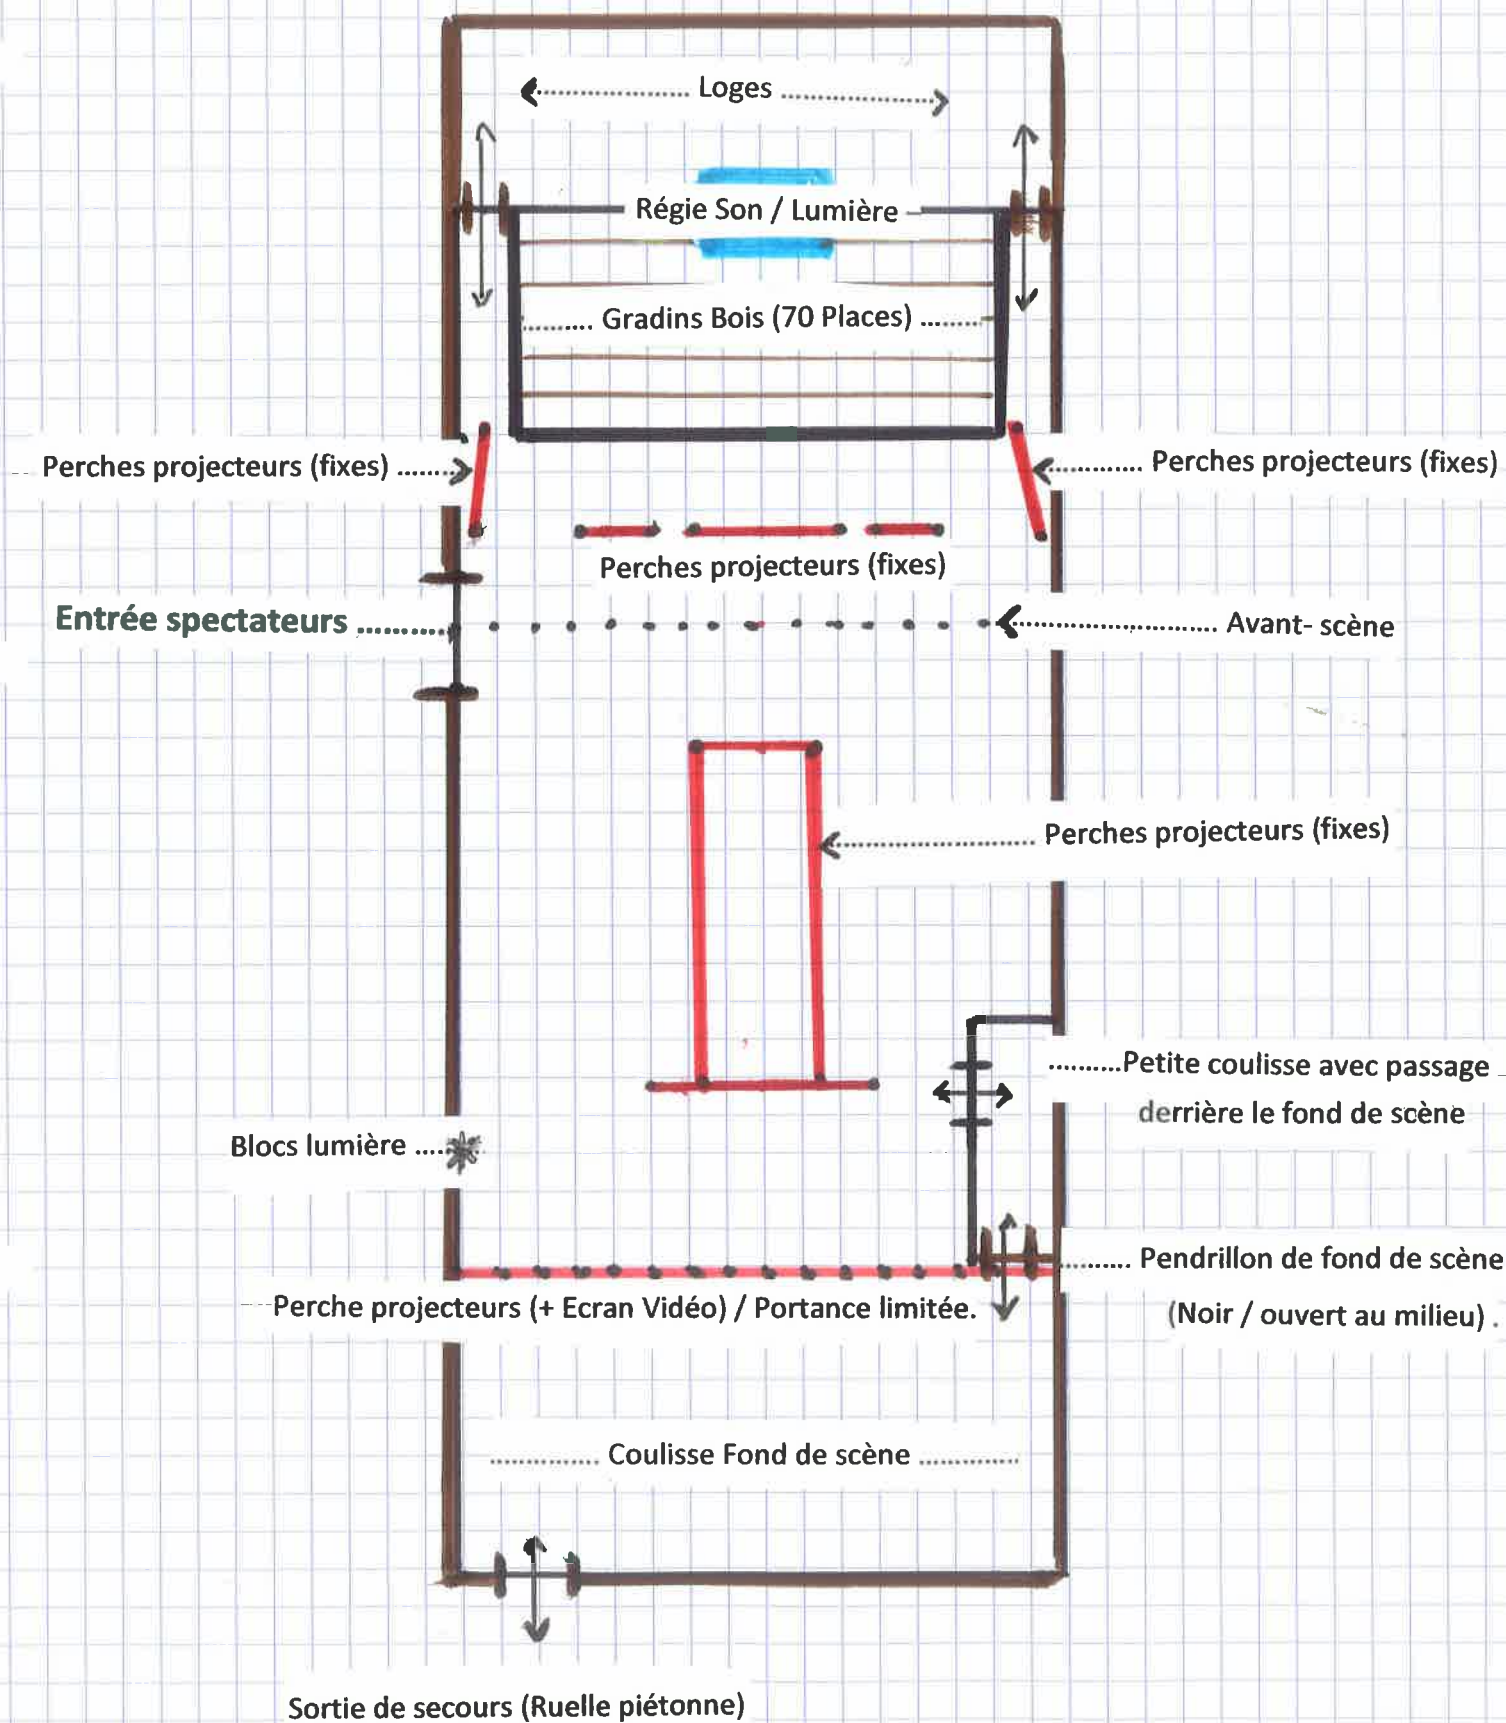 Loges
Régie Son / Lumière
Gradins Bois (70 Places)
Perches projecteurs (fixes)
Perches projecteurs (fixes)
Perches projecteurs (fixes)
Entrée spectateurs
Avant- scène
Perches projecteurs (fixes)
Petite coulisse avec passage
derrière le fond de scène
Blocs lumière
Pendrillon de fond de scène
(Noir / ouvert au milieu) .
Perche projecteurs (+ Ecran Vidéo) / Portance limitée.
Coulisse Fond de scène
Sortie de secours (Ruelle piétonne)